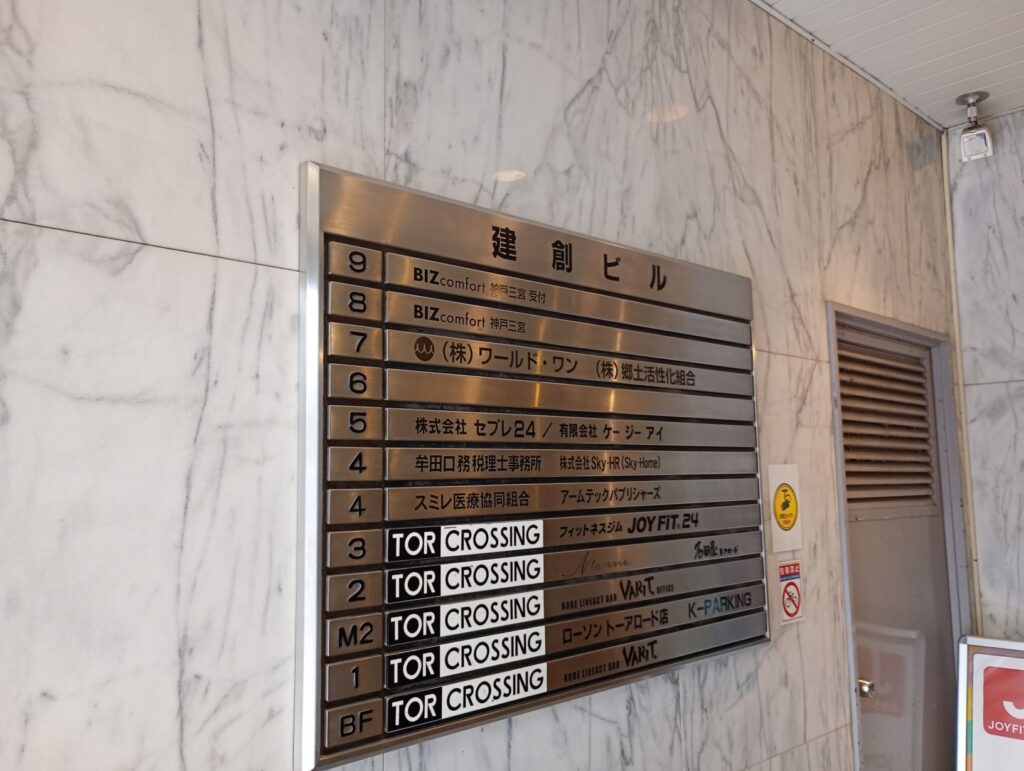 建創ビル
9 BIZcomfort 神戸三宮 受付
8 BIZcomfort 神戸三宮
7 (株)ワールド・ワン (株)郷土活性化組合
6
5 株式会社 セブレ24 / 有限会社 ケージーアイ
4 牟田口務税理士事務所 株式会社Sky-HR(Sky-Home)
4 スミレ医療協同組合 アームテックパブリシャーズ
3 TOR CROSSING フィットネスジム JOYFiT24
2 TOR CROSSING
M2 TOR CROSSING KOBE LIVEACT BAR VARIT. OFFICE
1 TOR CROSSING ローソン トーアロード店 K-PARKING
BF TOR CROSSING KOBE LIVEACT BAR VARIT.
駐輪禁止
JOYFIT